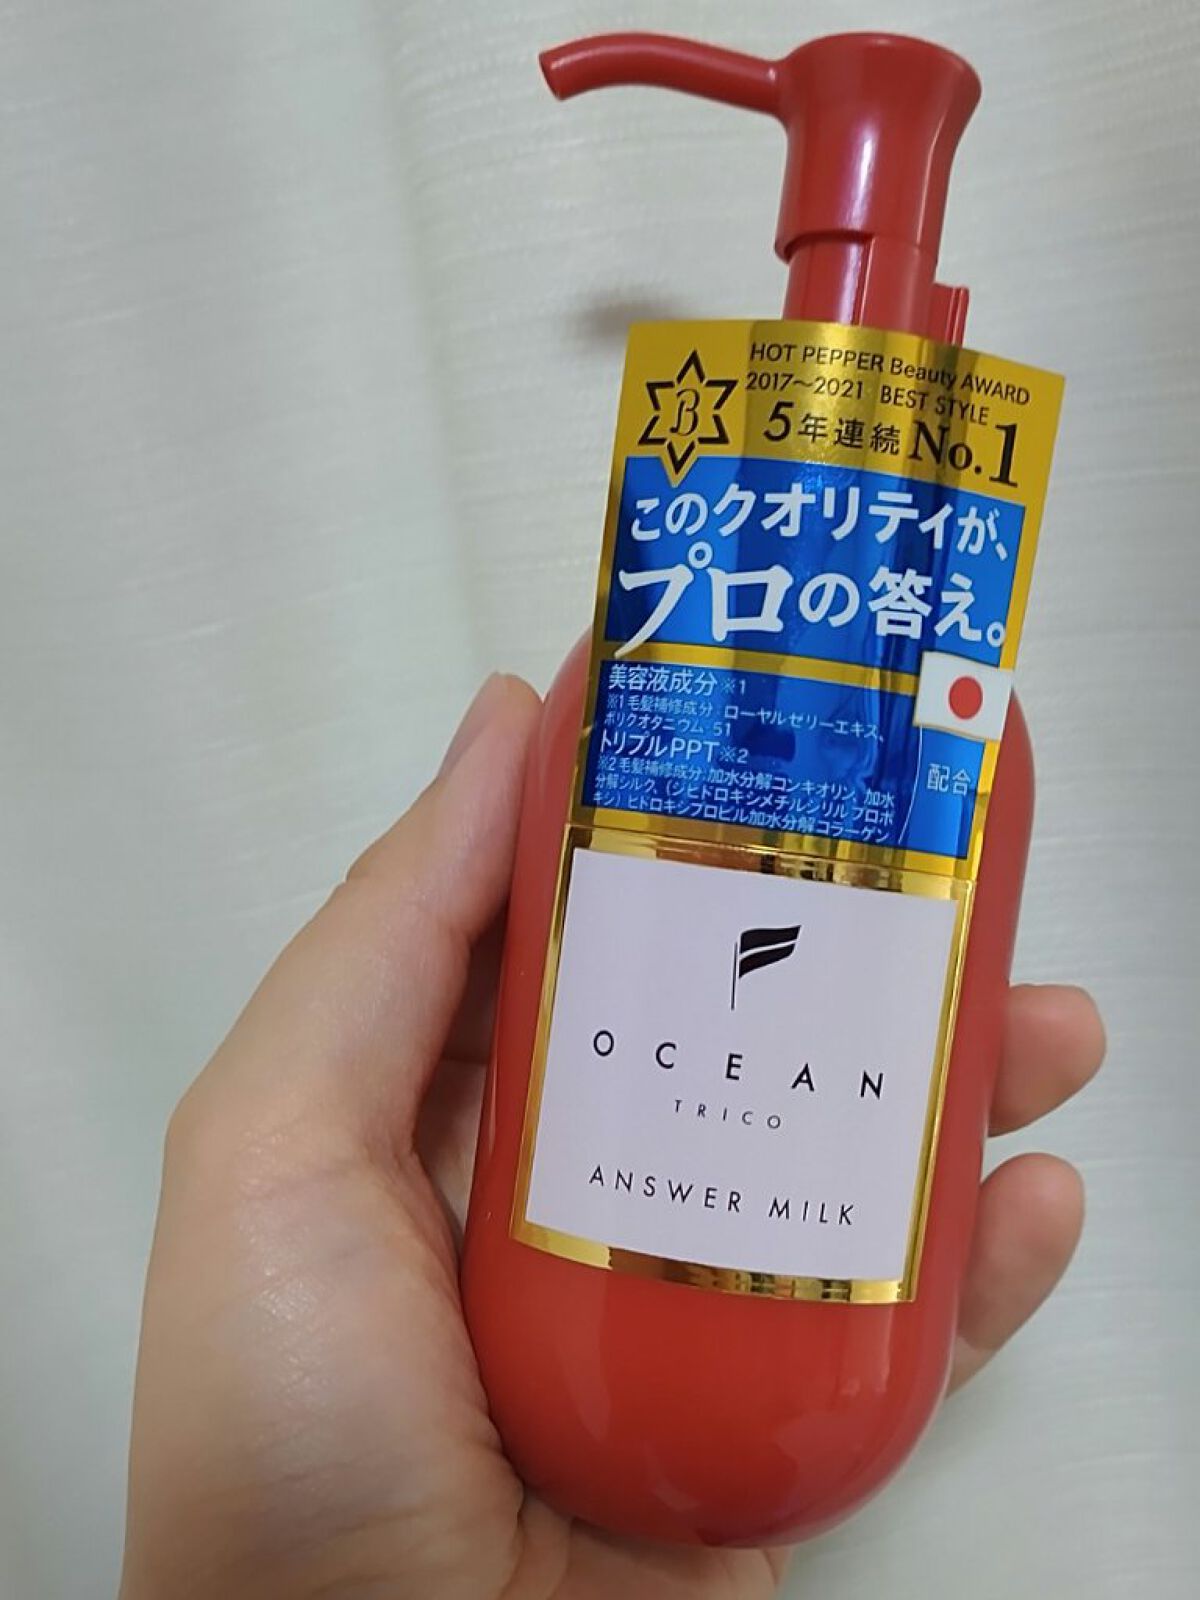 B
HOT PEPPER Beauty AWARD
2017〜2021 BEST STYLE
5年連続 No.1
このクオリティが、
プロの答え。
美容液成分※1
※1毛髪補修成分：ローヤルゼリーエキス、
ポリクオタニウム-51
トリプルPPT※2
※2毛髪補修成分:加水分解コンキオリン、加水
分解シルク、(ジヒドロキシメチルシリルプロポ
キシ)ヒドロキシプロピル加水分解コラーゲン
配合
OCEAN
TRICO
ANSWER MILK